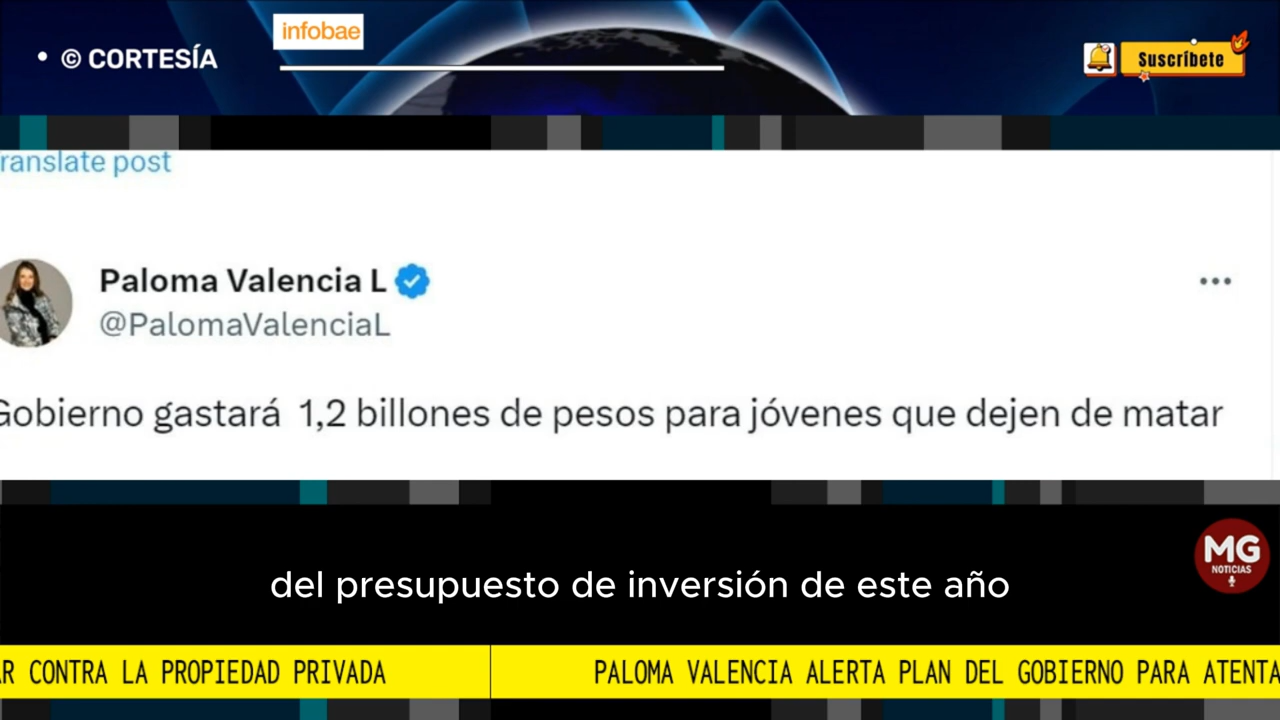 infobae
• © CORTESÍA
Suscríbete
ranslate post
Paloma Valencia L
@PalomaValenciaL
Gobierno gastará 1,2 billones de pesos para jóvenes que dejen de matar
MG
NOTICIAS
del presupuesto de inversión de este año
AR CONTRA LA PROPIEDAD PRIVADA
PALOMA VALENCIA ALERTA PLAN DEL GOBIERNO PARA ATENTA